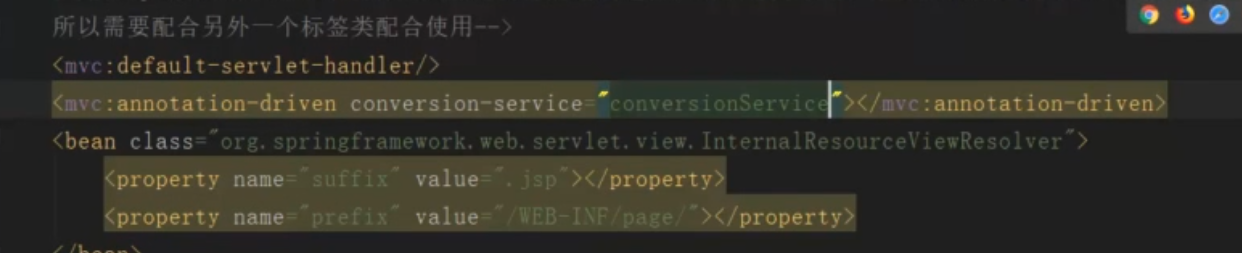 所以需要配合另外一个标签类配合使用-->
<mvc:default-servlet-handler/>
<mvc:annotation-driven conversion-service="conversionService"></mvc:annotation-driven>
<bean class="org.springframework.web.servlet.view.InternalResourceViewResolver">
<property name="suffix" value=".jsp"></property>
<property name="prefix" value="/WEB-INF/page/"></property>
</bean>